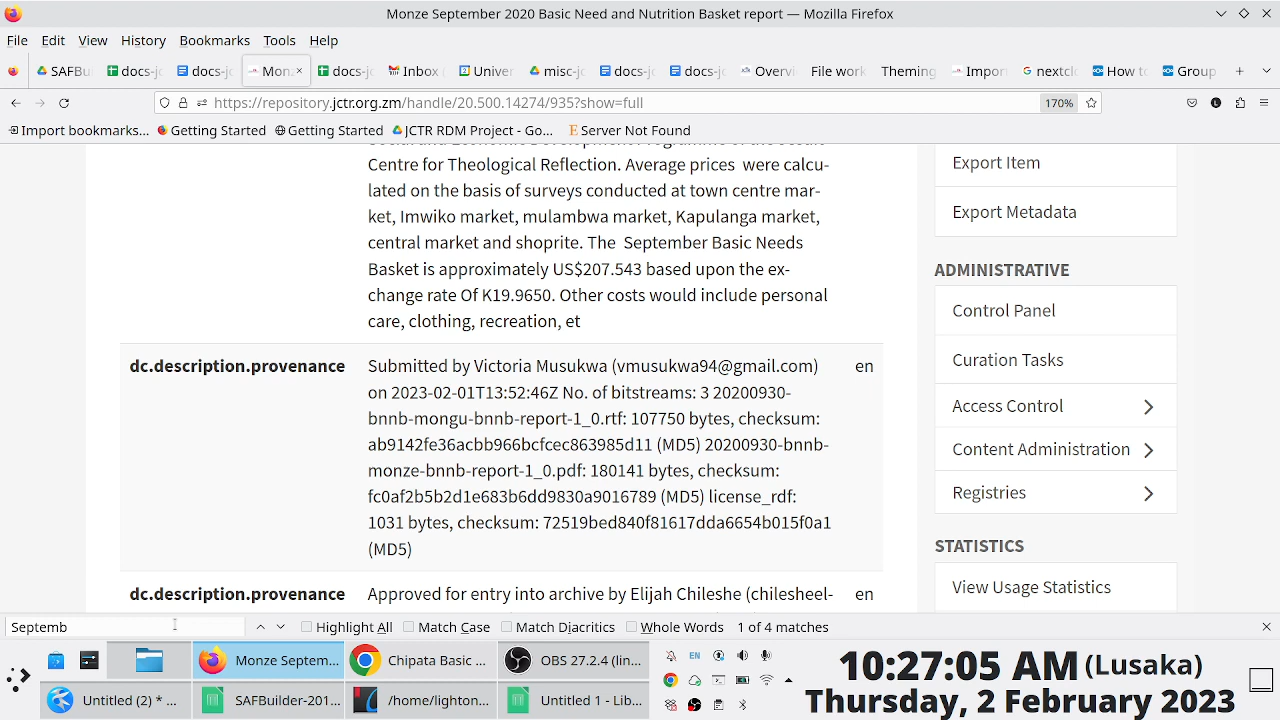 Monze September 2020 Basic Need and Nutrition Basket report — Mozilla Firefox
File Edit View History Bookmarks Tools Help
SAFBu docs-jc docs-jc Monz docs-jc Inbox ( Univer misc-jc docs-jc docs-jc Overvi File work Theming Impor nextclo How to Group
https://repository.jctr.org.zm/handle/20.500.14274/935?show=full 170%
Import bookmarks... Getting Started Getting Started JCTR RDM Project - Go... Server Not Found
Centre for Theological Reflection. Average prices were calcu-
lated on the basis of surveys conducted at town centre mar-
ket, Imwiko market, mulambwa market, Kapulanga market,
central market and shoprite. The September Basic Needs
Basket is approximately US$207.543 based upon the ex-
change rate Of K19.9650. Other costs would include personal
care, clothing, recreation, et
dc.description.provenance Submitted by Victoria Musukwa (vmusukwa94@gmail.com) en
on 2023-02-01T13:52:46Z No. of bitstreams: 3 20200930-
bnnb-mongu-bnnb-report-1_0.rtf: 107750 bytes, checksum:
ab9142fe36acbb966bcfcec863985d11 (MD5) 20200930-bnnb-
monze-bnnb-report-1_0.pdf: 180141 bytes, checksum:
fc0af2b5b2d1e683b6dd9830a9016789 (MD5) license_rdf:
1031 bytes, checksum: 72519bed840f81617dda6654b015f0a1
(MD5)
dc.description.provenance Approved for entry into archive by Elijah Chileshe (chilesheel- en
Export Item
Export Metadata
ADMINISTRATIVE
Control Panel
Curation Tasks
Access Control
Content Administration
Registries
STATISTICS
View Usage Statistics
Septemb Highlight All Match Case Match Diacritics Whole Words 1 of 4 matches
Monze Septem... Chipata Basic ... OBS 27.2.4 (lin... EN
Untitled (2) * ... SAFBuilder-201... /home/lighton... Untitled 1 - Lib...
10:27:05 AM (Lusaka)
Thursday, 2 February 2023